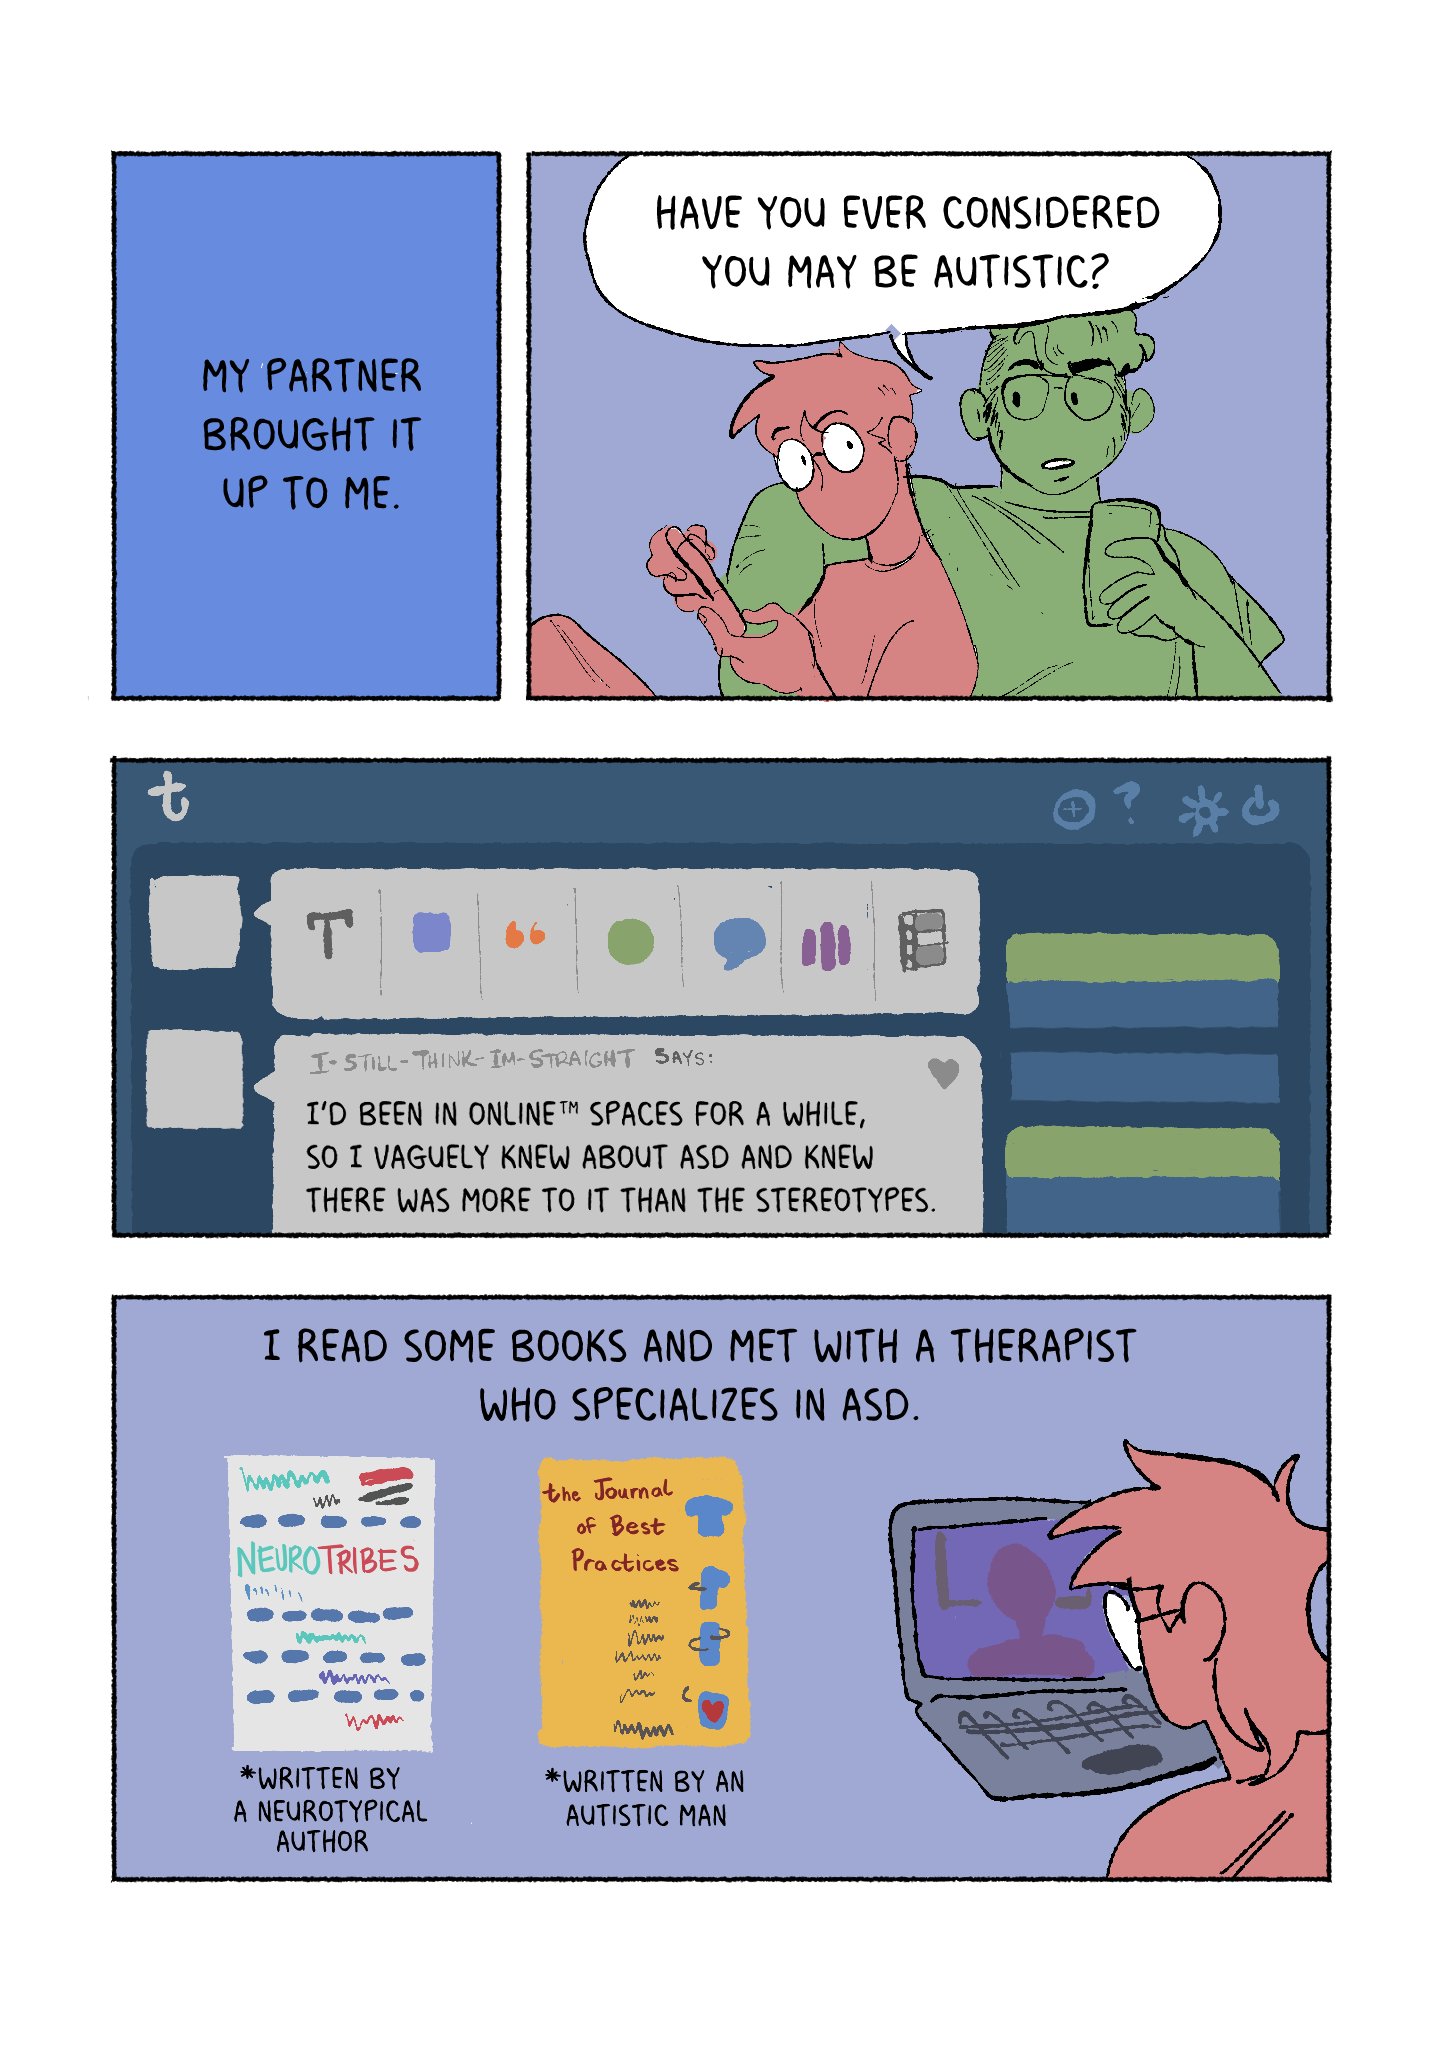 MY PARTNER
BROUGHT IT
UP TO ME.
HAVE YOU EVER CONSIDERED
YOU MAY BE AUTISTIC?
t
?
T
I-STILL-THINK-IM-STRAIGHT SAYS:
I'D BEEN IN ONLINE™ SPACES FOR A WHILE,
SO I VAGUELY KNEW ABOUT ASD AND KNEW
THERE WAS MORE TO IT THAN THE STEREOTYPES.
I READ SOME BOOKS AND MET WITH A THERAPIST
WHO SPECIALIZES IN ASD.
NEUROTRIBES
*WRITTEN BY
A NEUROTYPICAL
AUTHOR
the Journal
of Best
Practices
*WRITTEN BY AN
AUTISTIC MAN